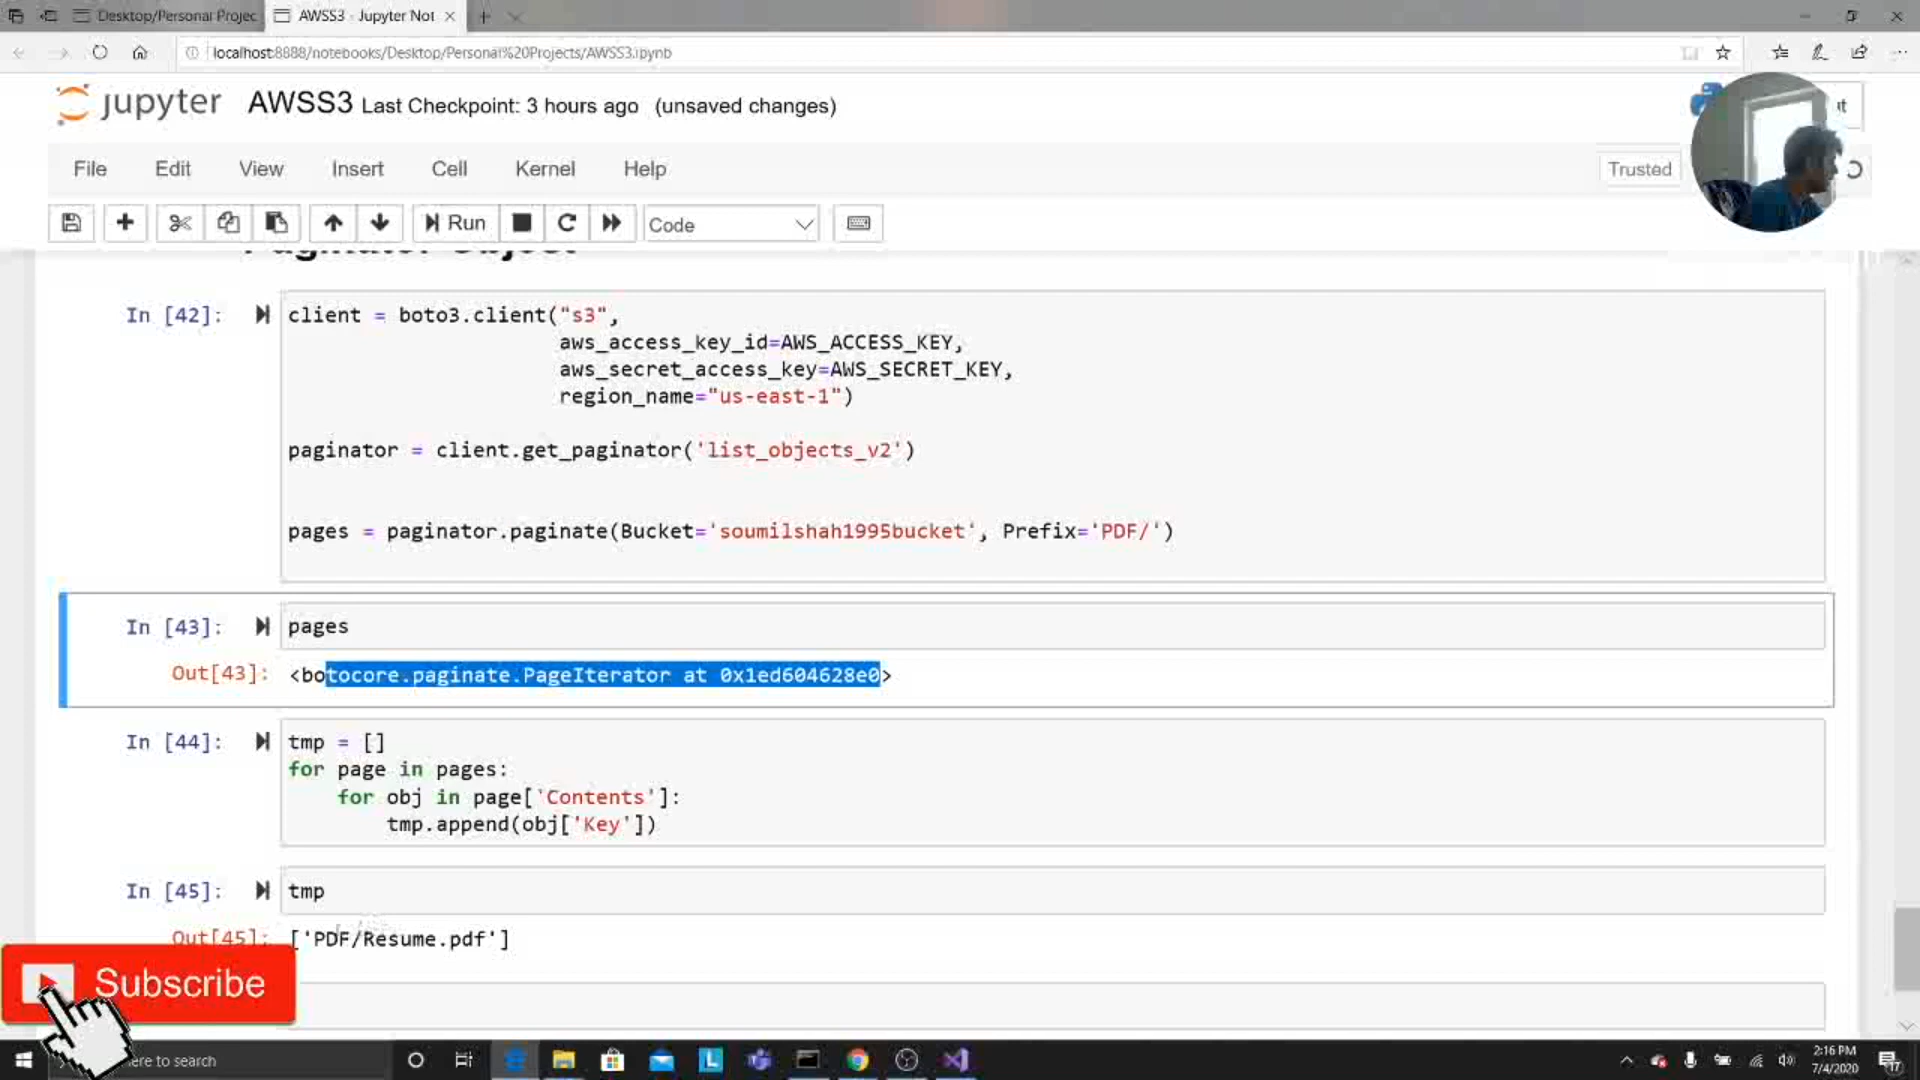 Desktop/Personal Projec
AWSS3 - Jupyter Not
localhost:8888/notebooks/Desktop/Personal%20Projects/AWSS3.ipynb
jupyter AWSS3 Last Checkpoint: 3 hours ago (unsaved changes)
File Edit View Insert Cell Kernel Help Trusted
Run Code
Paginator Object
In [42]: client = boto3.client("s3",
aws_access_key_id=AWS_ACCESS_KEY,
aws_secret_access_key=AWS_SECRET_KEY,
region_name="us-east-1")
paginator = client.get_paginator('list_objects_v2')
pages = paginator.paginate(Bucket='soumilshah1995bucket', Prefix='PDF/')
In [43]: pages
Out[43]: <botocore.paginate.PageIterator at 0x1ed604628e0>
In [44]: tmp = []
for page in pages:
for obj in page['Contents']:
tmp.append(obj['Key'])
In [45]: tmp
Out[45]: ['PDF/Resume.pdf']
Subscribe
ere to search
2:16 PM
7/4/2020
17